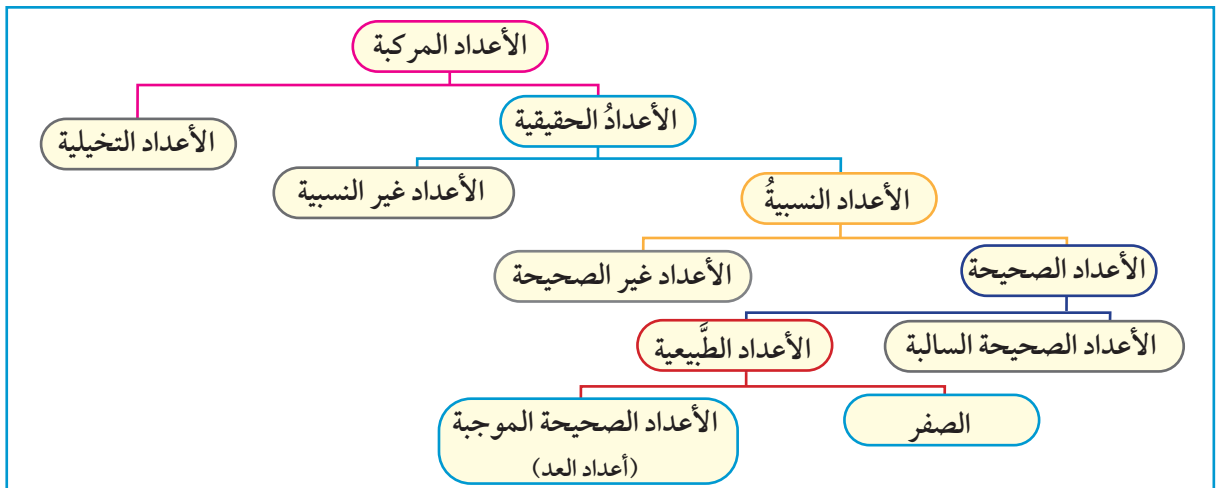 الأعداد المركبة
الأعدادُ الحقيقية
الأعداد التخيلية
الأعداد النسبيةُ
الأعداد غير النسبية
الأعداد الصحيحة
الأعداد غير الصحيحة
الأعداد الصحيحة السالبة
الأعداد الطَّبيعية
الصفر
الأعداد الصحيحة الموجبة
(أعداد العد)